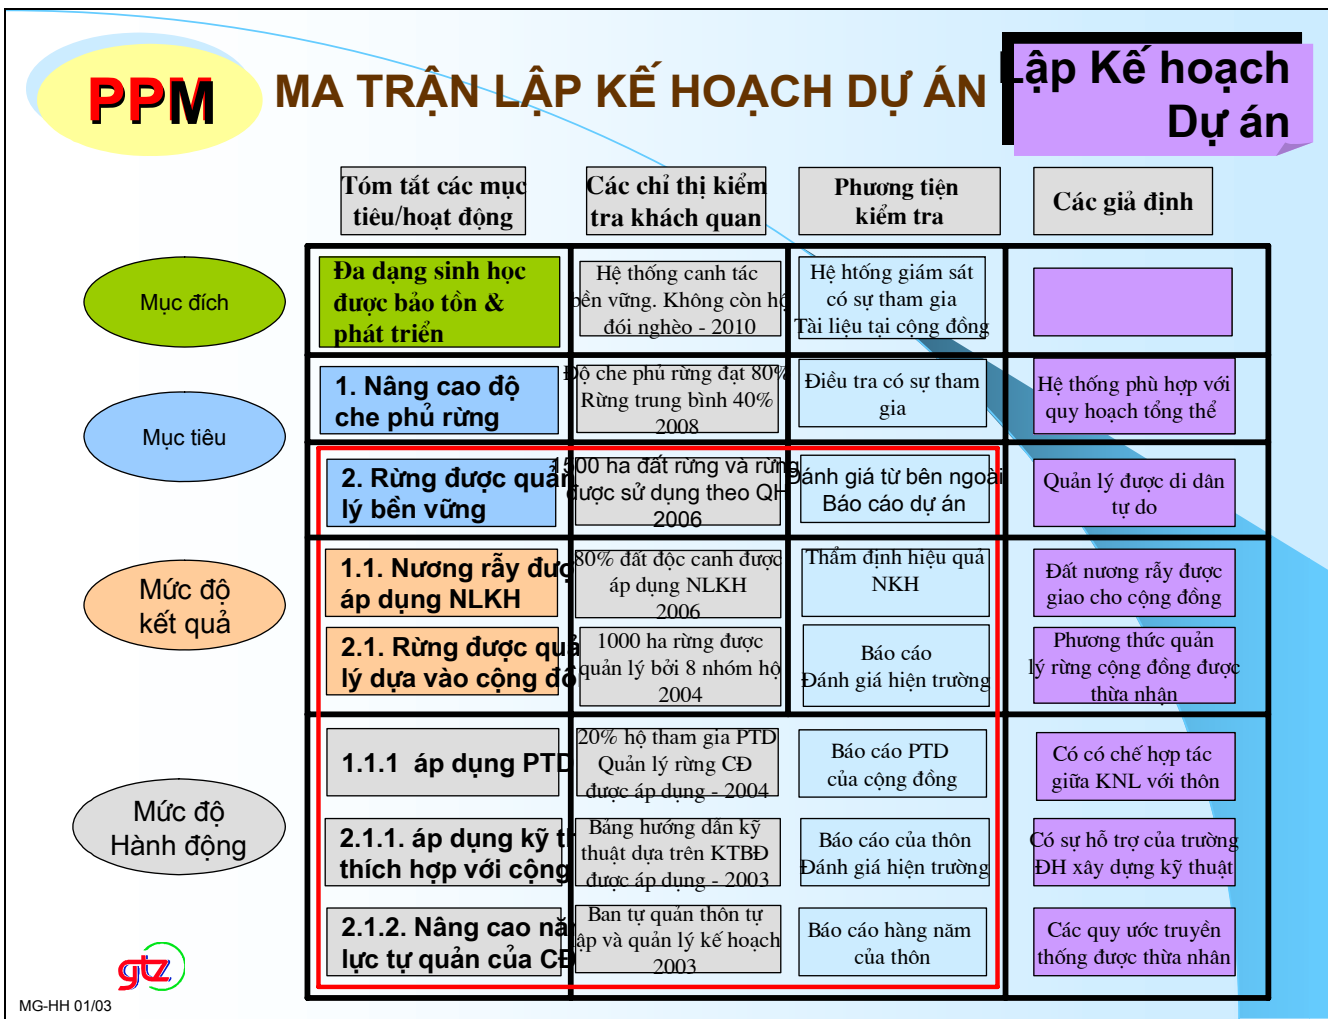 PPM
MA TRẬN LẬP KẾ HOẠCH DỰ ÁN
Lập Kế hoạch
Dự án
Tóm tắt các mục
tiêu/hoạt động
Các chỉ thị kiểm
tra khách quan
Phương tiện
kiểm tra
Các giả định
Mục đích
Đa dạng sinh học
được bảo tồn &
phát triển
Hệ thống canh tác
bền vững. Không còn hộ
đói nghèo - 2010
Hệ htống giám sát
có sự tham gia
Tài liệu tại cộng đồng
Mục tiêu
1. Nâng cao độ
che phủ rừng
Độ che phủ rừng đạt 80%
Rừng trung bình 40%
2008
Điều tra có sự tham
gia
Hệ thống phù hợp với
quy hoạch tổng thể
2. Rừng được quản
lý bền vững
1500 ha đất rừng và rừng
được sử dụng theo QH
2006
Đánh giá từ bên ngoài
Báo cáo dự án
Quản lý được di dân
tự do
Mức độ
kết quả
1.1. Nương rẫy được
áp dụng NLKH
80% đất độc canh được
áp dụng NLKH
2006
Thẩm định hiệu quả
NKH
Đất nương rẫy được
giao cho cộng đồng
2.1. Rừng được quả
lý dựa vào cộng đồ
1000 ha rừng được
quản lý bởi 8 nhóm hộ
2004
Báo cáo
Đánh giá hiện trường
Phương thức quản
lý rừng cộng đồng được
thừa nhận
Mức độ
Hành động
1.1.1 áp dụng PTD
20% hộ tham gia PTD
Quản lý rừng CĐ
được áp dụng - 2004
Báo cáo PTD
của cộng đồng
Có có chế hợp tác
giữa KNL với thôn
2.1.1. áp dụng kỹ th
thích hợp với cộng
Bảng hướng dẫn kỹ
thuật dựa trên KTBĐ
được áp dụng - 2003
Báo cáo của thôn
Đánh giá hiện trường
Có sự hỗ trợ của trường
ĐH xây dựng kỹ thuật
2.1.2. Nâng cao năn
lực tự quản của CĐ
Ban tự quản thôn tự
lập và quản lý kế hoạch
2003
Báo cáo hàng năm
của thôn
Các quy ước truyền
thống được thừa nhân
gtz
MG-HH 01/03